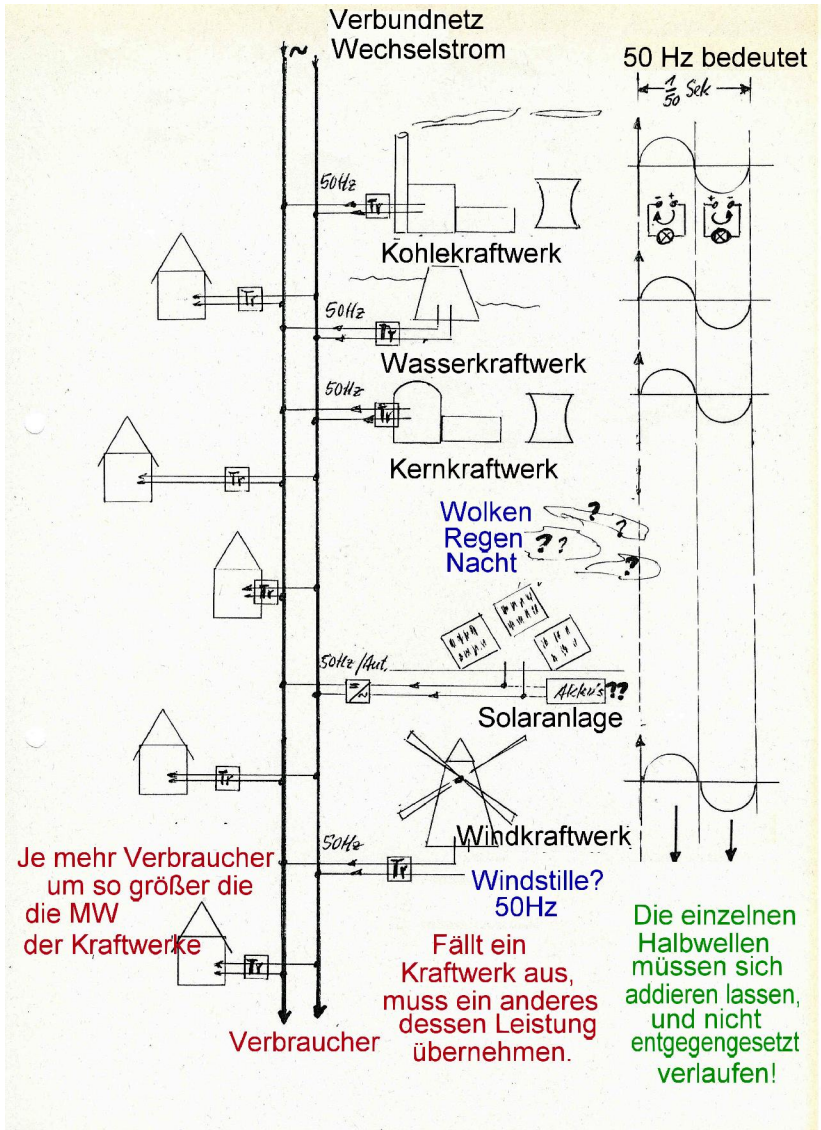 Verbundnetz
~ Wechselstrom
50 Hz bedeutet
1/50 Sek
50Hz
Tr
Kohlekraftwerk
- + + -
Tr
50Hz
Tr
Wasserkraftwerk
50Hz
Tr
Kernkraftwerk
Tr
Wolken
Regen
Nacht
? ?
? ?
?
Tr
50Hz/Aut.
=/~
Akku's ??
Solaranlage
Tr
Windkraftwerk
50Hz
Tr
Windstille?
50Hz
Je mehr Verbraucher
um so größer die
die MW
der Kraftwerke
Tr
Verbraucher
Fällt ein
Kraftwerk aus,
muss ein anderes
dessen Leistung
übernehmen.
Die einzelnen
Halbwellen
müssen sich
addieren lassen,
und nicht
entgegengesetzt
verlaufen!